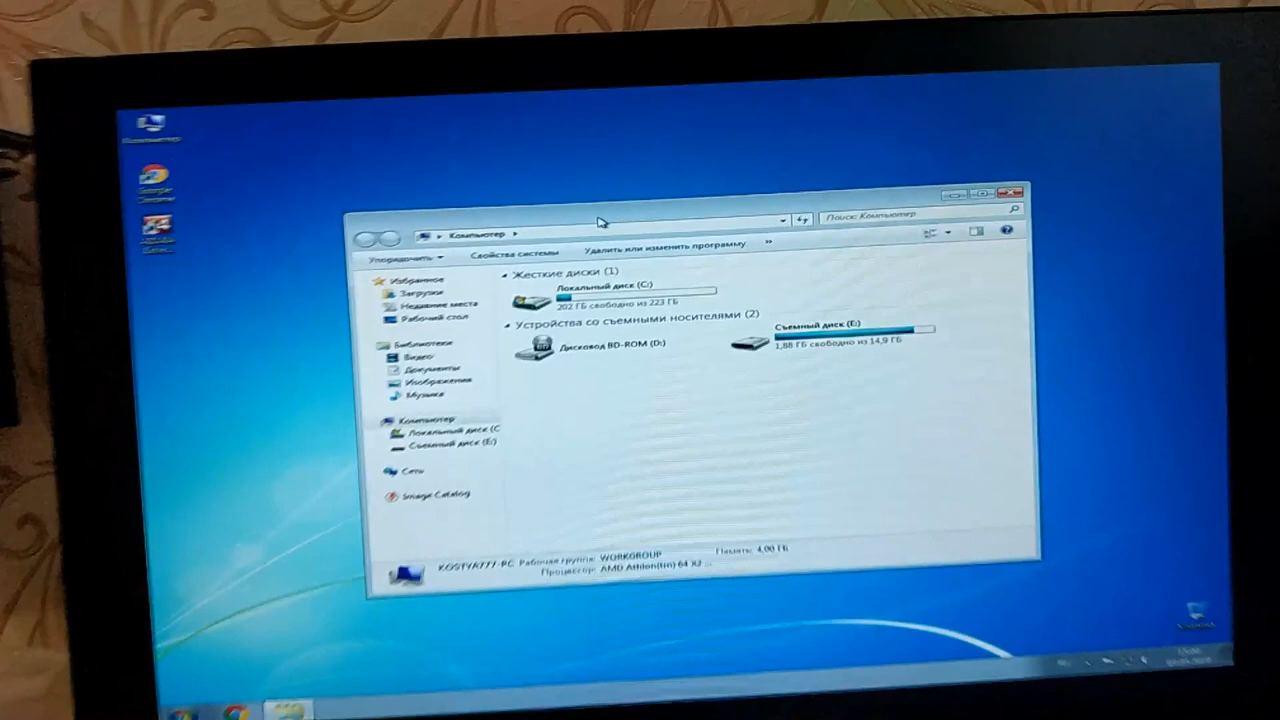 Компьютер
Компьютер
Поиск: Компьютер
Упорядочить
Свойства системы
Удалить или изменить программу
»
Избранное
Загрузки
Недавние места
Рабочий стол
Библиотеки
Видео
Документы
Изображения
Музыка
Компьютер
Локальный диск (C
Съемный диск (E:)
Сеть
Image Catalog
Жесткие диски (1)
Локальный диск (C:)
202 ГБ свободно из 223 ГБ
Устройства со съемными носителями (2)
Дисковод BD-ROM (D:)
Съемный диск (E:)
1,88 ГБ свободно из 14,9 ГБ
KOSTYA777-PC Рабочая группа: WORKGROUP
Память: 4,00 ГБ
Процессор: AMD Athlon(tm) 64 X2 ...